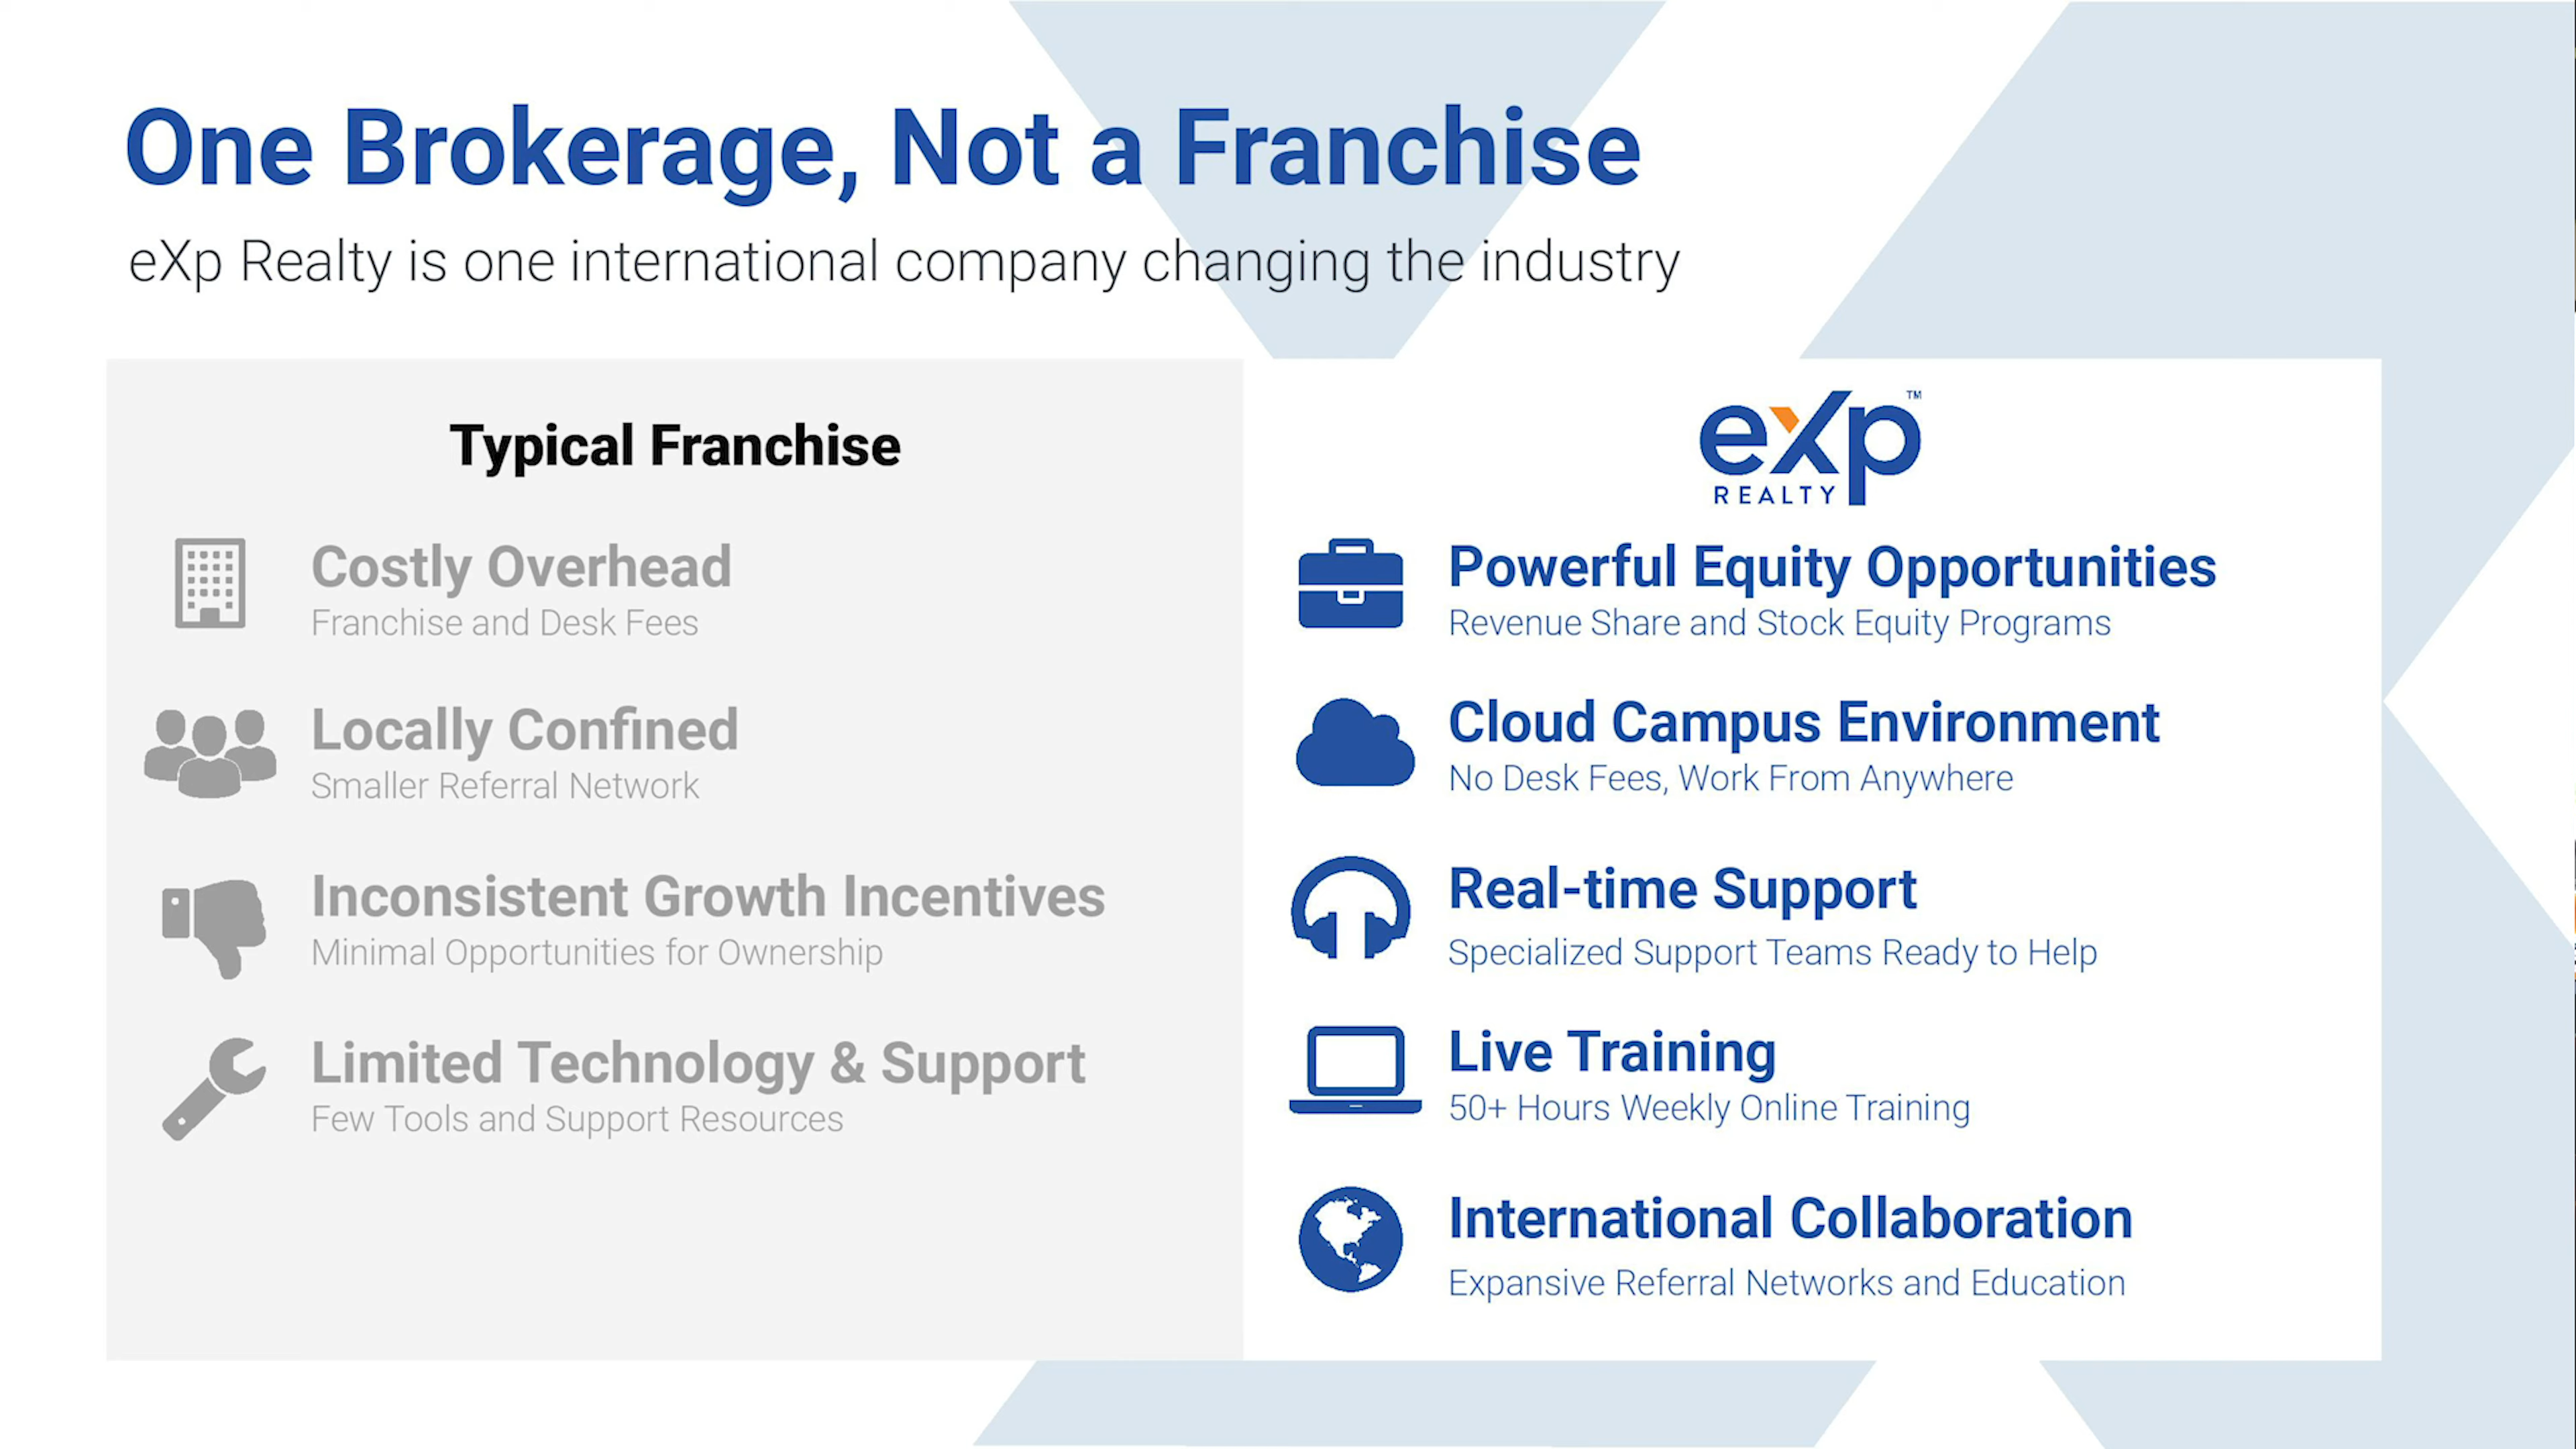 One Brokerage, Not a Franchise
eXp Realty is one international company changing the industry
Typical Franchise
Costly Overhead
Franchise and Desk Fees
Locally Confined
Smaller Referral Network
Inconsistent Growth Incentives
Minimal Opportunities for Ownership
Limited Technology & Support
Few Tools and Support Resources
eXp™
REALTY
Powerful Equity Opportunities
Revenue Share and Stock Equity Programs
Cloud Campus Environment
No Desk Fees, Work From Anywhere
Real-time Support
Specialized Support Teams Ready to Help
Live Training
50+ Hours Weekly Online Training
International Collaboration
Expansive Referral Networks and Education